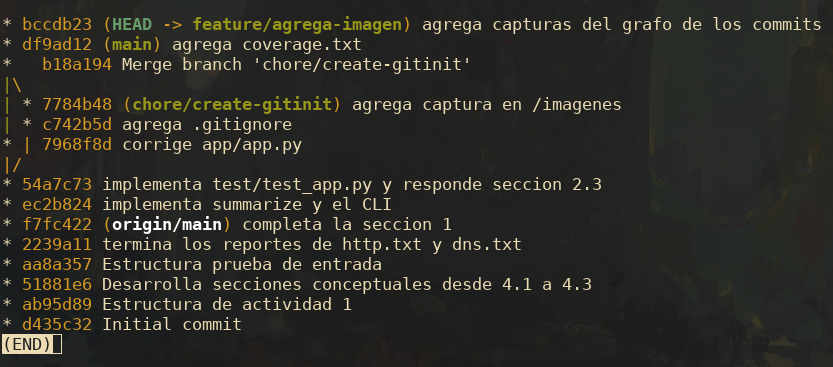 * bccdb23 (HEAD -> feature/agrega-imagen) agrega capturas del grafo de los commits
* df9ad12 (main) agrega coverage.txt
*   b18a194 Merge branch 'chore/create-gitinit'
|\
| * 7784b48 (chore/create-gitinit) agrega captura en /imagenes
| * c742b5d agrega .gitignore
* | 7968f8d corrige app/app.py
|/
* 54a7c73 implementa test/test_app.py y responde seccion 2.3
* ec2b824 implementa summarize y el CLI
* f7fc422 (origin/main) completa la seccion 1
* 2239a11 termina los reportes de http.txt y dns.txt
* aa8a357 Estructura prueba de entrada
* 51881e6 Desarrolla secciones conceptuales desde 4.1 a 4.3
* ab95d89 Estructura de actividad 1
* d435c32 Initial commit
(END)